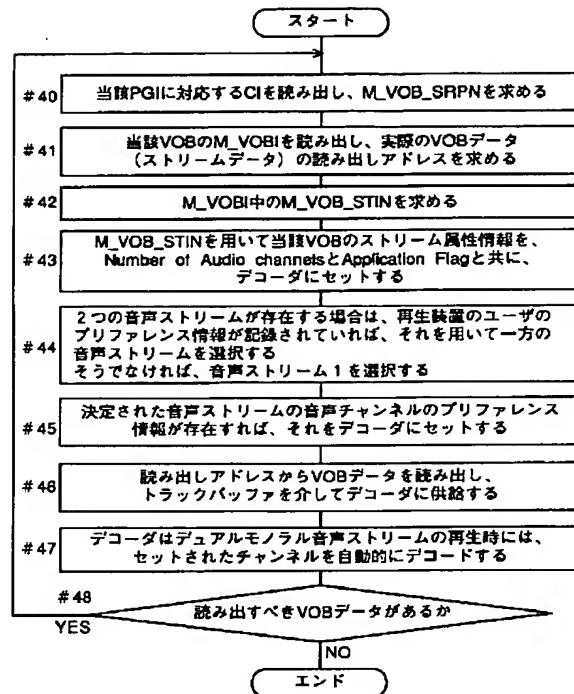 スタート
#40
当該PGIに対応するCIを読み出し、M_VOB_SRPNを求める
#41
当該VOBのM_VOBIを読み出し、実際のVOBデータ
（ストリームデータ）の読み出しアドレスを求める
#42
M_VOBI中のM_VOB_STINを求める
#43
M_VOB_STINを用いて当該VOBのストリーム属性情報を、
Number of Audio channelsとApplication Flagと共に、
デコーダにセットする
#44
２つの音声ストリームが存在する場合は、再生装置のユーザの
プリファレンス情報が記録されていれば、それを用いて一方の
音声ストリームを選択する
そうでなければ、音声ストリーム１を選択する
#45
決定された音声ストリームの音声チャンネルのプリファレンス
情報が存在すれば、それをデコーダにセットする
#46
読み出しアドレスからVOBデータを読み出し、
トラックバッファを介してデコーダに供給する
#47
デコーダはデュアルモノラル音声ストリームの再生時には、
セットされたチャンネルを自動的にデコードする
#48
読み出すべきVOBデータがあるか
YES
NO
エンド